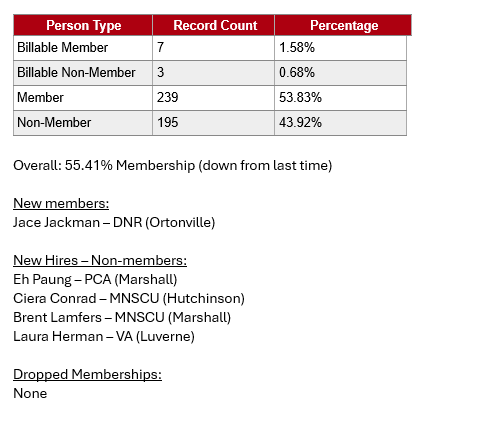 Person Type Record Count Percentage
Billable Member 7 1.58%
Billable Non-Member 3 0.68%
Member 239 53.83%
Non-Member 195 43.92%
Overall: 55.41% Membership (down from last time)
New members:
Jace Jackman – DNR (Ortonville)
New Hires – Non-members:
Eh Paung – PCA (Marshall)
Ciera Conrad – MNSCU (Hutchinson)
Brent Lamfers – MNSCU (Marshall)
Laura Herman – VA (Luverne)
Dropped Memberships:
None